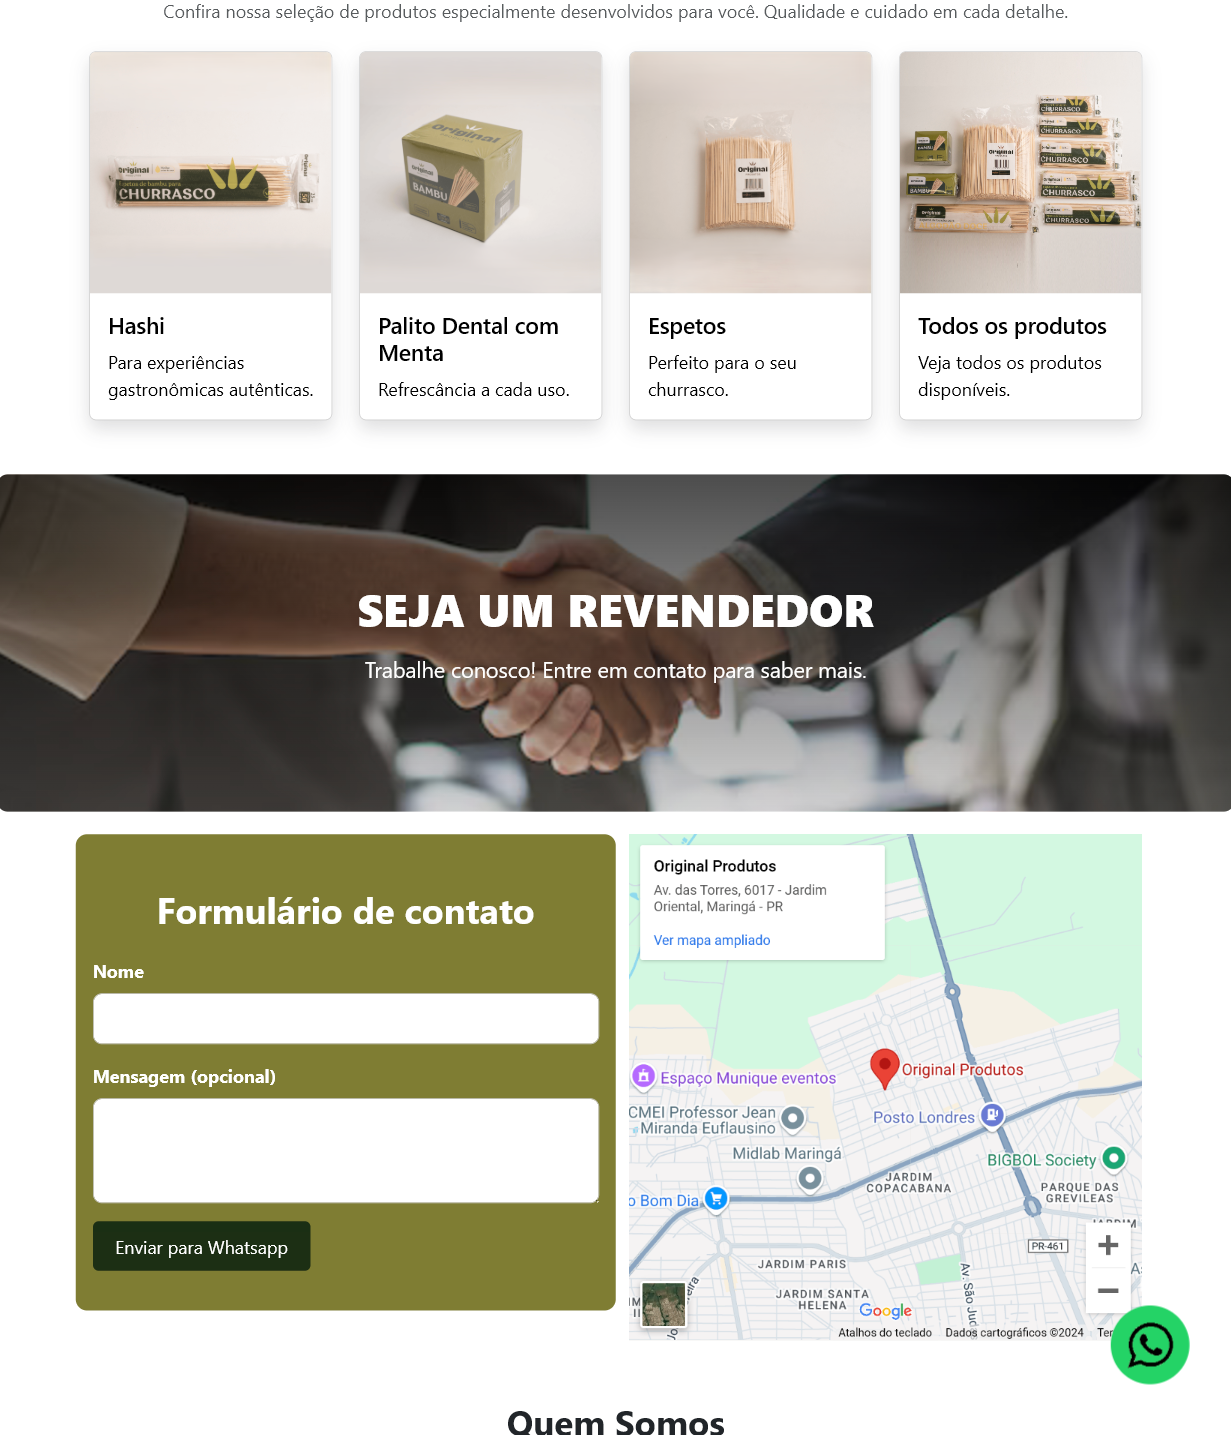 Confira nossa seleção de produtos especialmente desenvolvidos para você. Qualidade e cuidado em cada detalhe.
Original
Espetos de bambu para
CHURRASCO
Original
Original
BAMBU
Original
Original
CHURRASCO
CHURRASCO
CHURRASCO
CHURRASCO
CHURRASCO
Hashi
Para experiências
gastronômicas autênticas.
Palito Dental com
Menta
Refrescância a cada uso.
Espetos
Perfeito para o seu
churrasco.
Todos os produtos
Veja todos os produtos
disponíveis.
SEJA UM REVENDEDOR
Trabalhe conosco! Entre em contato para saber mais.
Formulário de contato
Nome
Mensagem (opcional)
Enviar para Whatsapp
Original Produtos
Av. das Torres, 6017 - Jardim
Oriental, Maringá - PR
Ver mapa ampliado
Original Produtos
Espaço Munique eventos
CMEI Professor Jean
Miranda Euflausino
Posto Londres
Midlab Maringá
BIGBOL Society
JARDIM
COPACABANA
PARQUE DAS
GREVILEAS
o Bom Dia
JARDIM
PR-461
JARDIM PARIS
JARDIM SANTA
HELENA
Av. São Jud
Google
Atalhos do teclado
Dados cartográficos ©2024
Ter
Quem Somos